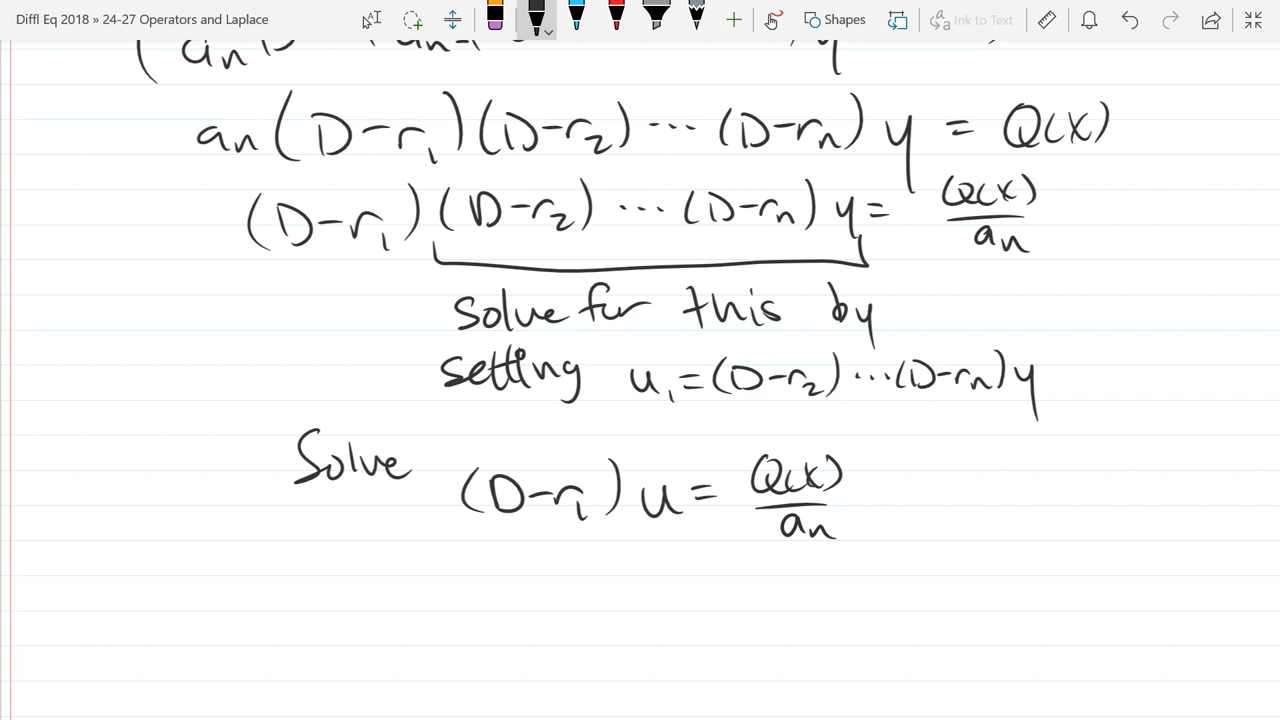 Diffl Eq 2018 » 24-27 Operators and Laplace
Shapes
Ink to Text
an(D-r1)(D-r2)⋯(D-rn)y = Q(x)
(D-r1)(D-r2)⋯(D-rn)y = Q(x)/an
solve for this by
setting u1=(D-r2)⋯(D-rn)y
Solve (D-r1)u = Q(x)/an